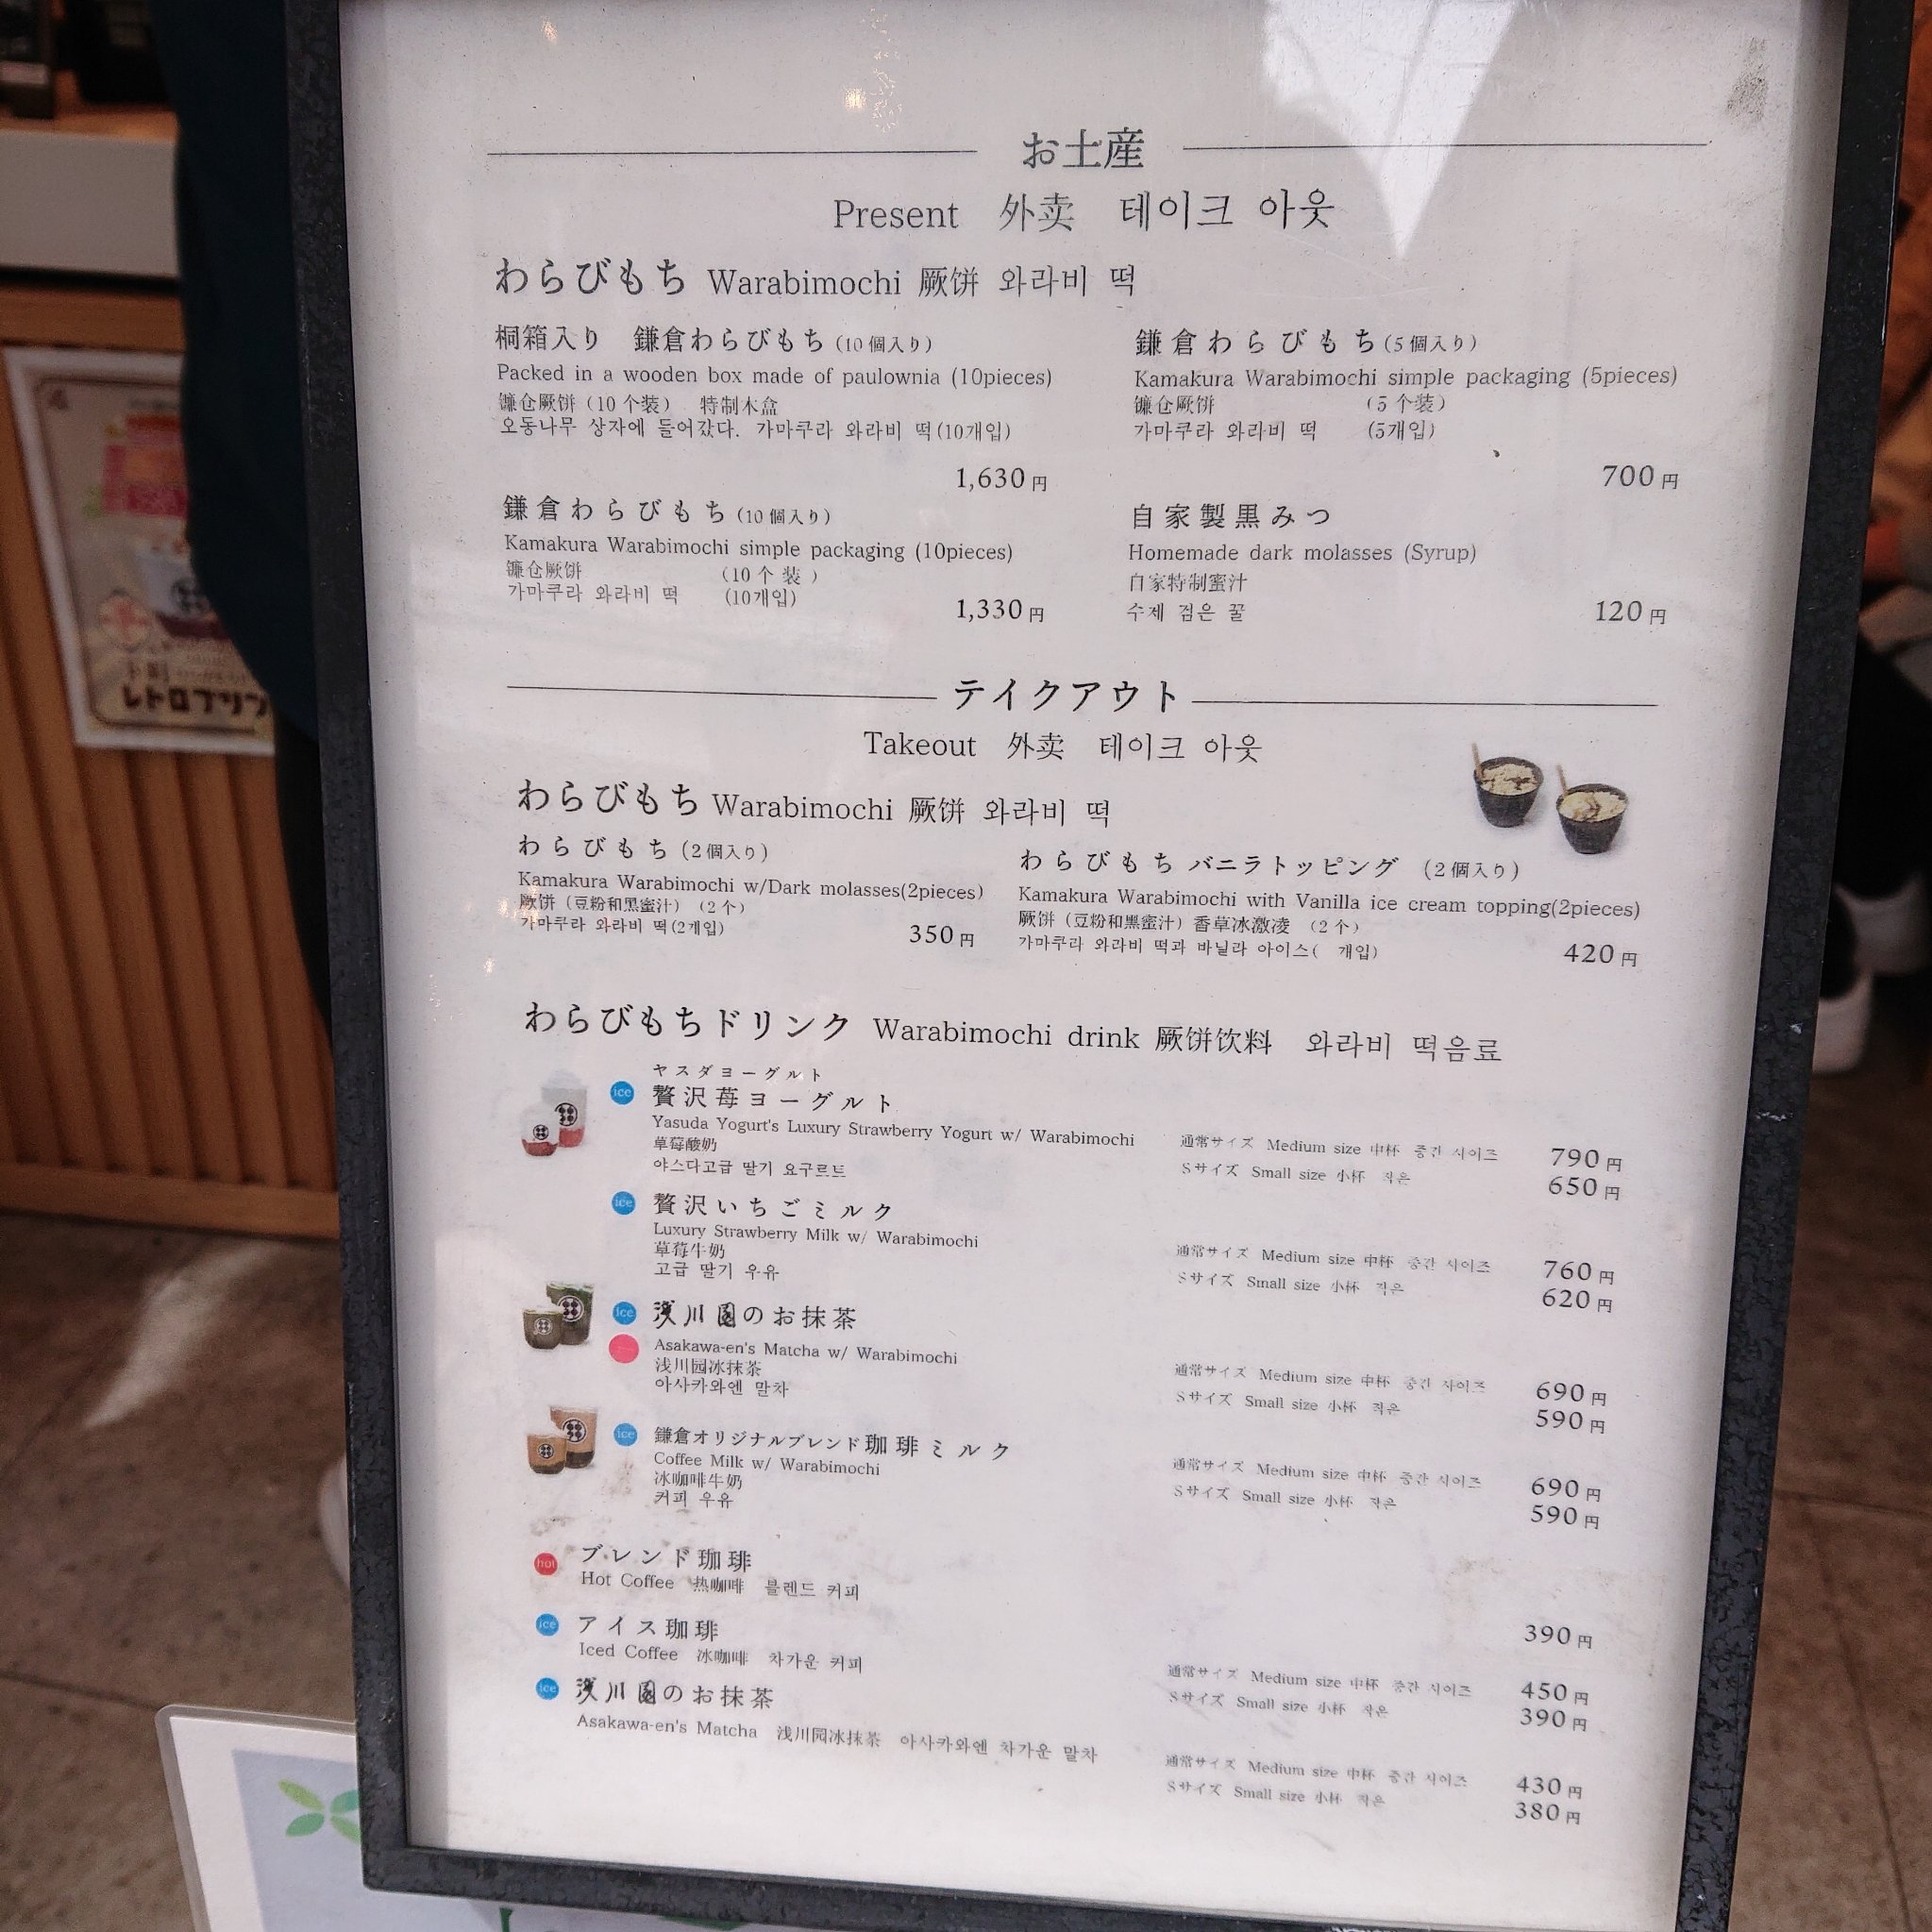 お土産
Present 外卖 테이크 아웃
わらびもち Warabimochi 厥饼 와라비 떡
桐箱入り 鎌倉わらびもち (10個入り)
Packed in a wooden box made of paulownia (10pieces)
镰仓厥饼 (10个装) 特制木盒
오동나무 상자에 들어갔다. 가마쿠라 와라비 떡(10개입)
1,630円
鎌倉わらびもち (5個入り)
Kamakura Warabimochi simple packaging (5pieces)
镰仓厥饼 (5个装)
가마쿠라 와라비 떡 (5개입)
700円
鎌倉わらびもち (10個入り)
Kamakura Warabimochi simple packaging (10pieces)
镰仓厥饼 (10个装)
가마쿠라 와라비 떡 (10개입)
1,330円
自家製黒みつ
Homemade dark molasses (Syrup)
自家特制蜜汁
수제 검은 꿀
120円
テイクアウト
Takeout 外卖 테이크 아웃
わらびもち Warabimochi 厥饼 와라비 떡
わらびもち (2個入り)
Kamakura Warabimochi w/Dark molasses(2pieces)
厥饼 (豆粉和黑蜜汁) (2个)
가마쿠라 와라비 떡(2개입)
350円
わらびもち バニラトッピング (2個入り)
Kamakura Warabimochi with Vanilla ice cream topping(2pieces)
厥饼 (豆粉和黑蜜汁) 香草冰激凌 (2个)
가마쿠라 와라비 떡과 바닐라 아이스( 개입)
420円
わらびもちドリンク Warabimochi drink 厥饼饮料 와라비 떡음료
ヤスダヨーグルト
ice 贅沢苺ヨーグルト
Yasuda Yogurt's Luxury Strawberry Yogurt w/ Warabimochi
草莓酸奶
야스다고급 딸기 요구르트
通常サイズ Medium size 中杯 중간 사이즈 790円
Sサイズ Small size 小杯 작은 650円
ice 贅沢いちごミルク
Luxury Strawberry Milk w/ Warabimochi
草莓牛奶
고급 딸기 우유
通常サイズ Medium size 中杯 중간 사이즈 760円
Sサイズ Small size 小杯 작은 620円
ice 浅川園のお抹茶
Asakawa-en's Matcha w/ Warabimochi
浅川园冰抹茶
아사카와엔 말차
通常サイズ Medium size 中杯 중간 사이즈 690円
Sサイズ Small size 小杯 작은 590円
ice 鎌倉オリジナルブレンド珈琲ミルク
Coffee Milk w/ Warabimochi
冰咖啡牛奶
커피 우유
通常サイズ Medium size 中杯 중간 사이즈 690円
Sサイズ Small size 小杯 작은 590円
hot ブレンド珈琲
Hot Coffee 热咖啡 블렌드 커피
390円
ice アイス珈琲
Iced Coffee 冰咖啡 차가운 커피
通常サイズ Medium size 中杯 중간 사이즈 450円
Sサイズ Small size 小杯 작은 390円
ice 浅川園のお抹茶
Asakawa-en's Matcha 浅川园冰抹茶 아사카와엔 차가운 말차
通常サイズ Medium size 中杯 중간 사이즈 430円
Sサイズ Small size 小杯 작은 380円
レトロプリン